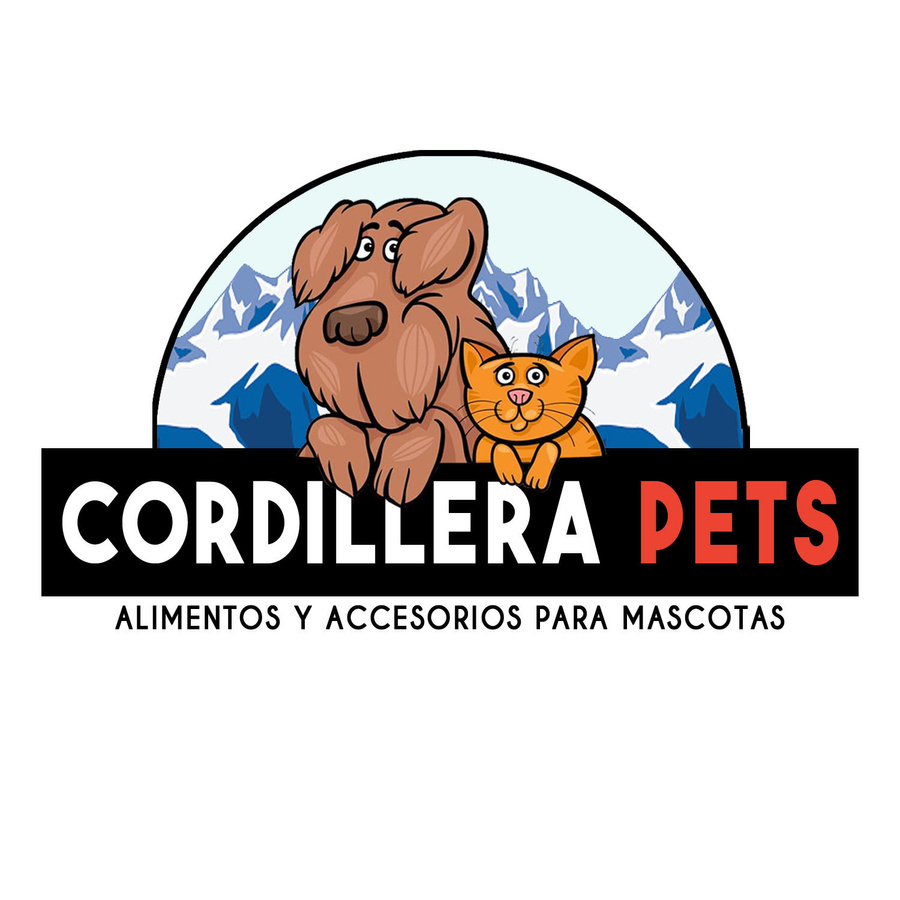 CORDILLERA PETS
ALIMENTOS Y ACCESORIOS PARA MASCOTAS